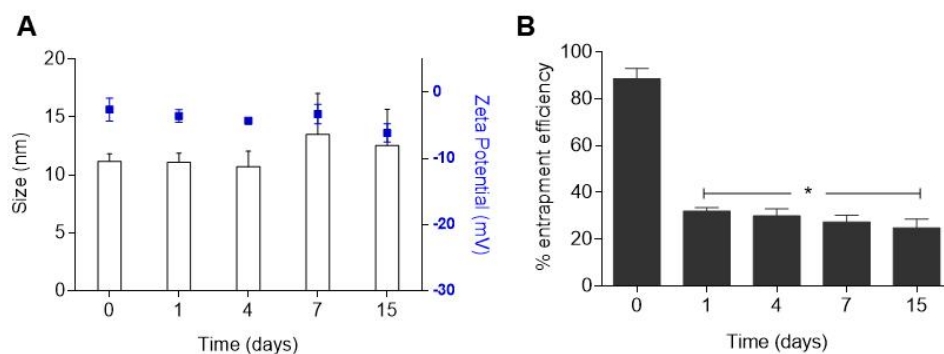 A
Size (nm)
20
15
10
5
0
0 1 4 7 15
Time (days)
-0
-10
-20
-30
Zeta Potential (mV)
B
% entrapment efficiency
100
80
60
40
20
0
*
0 1 4 7 15
Time (days)